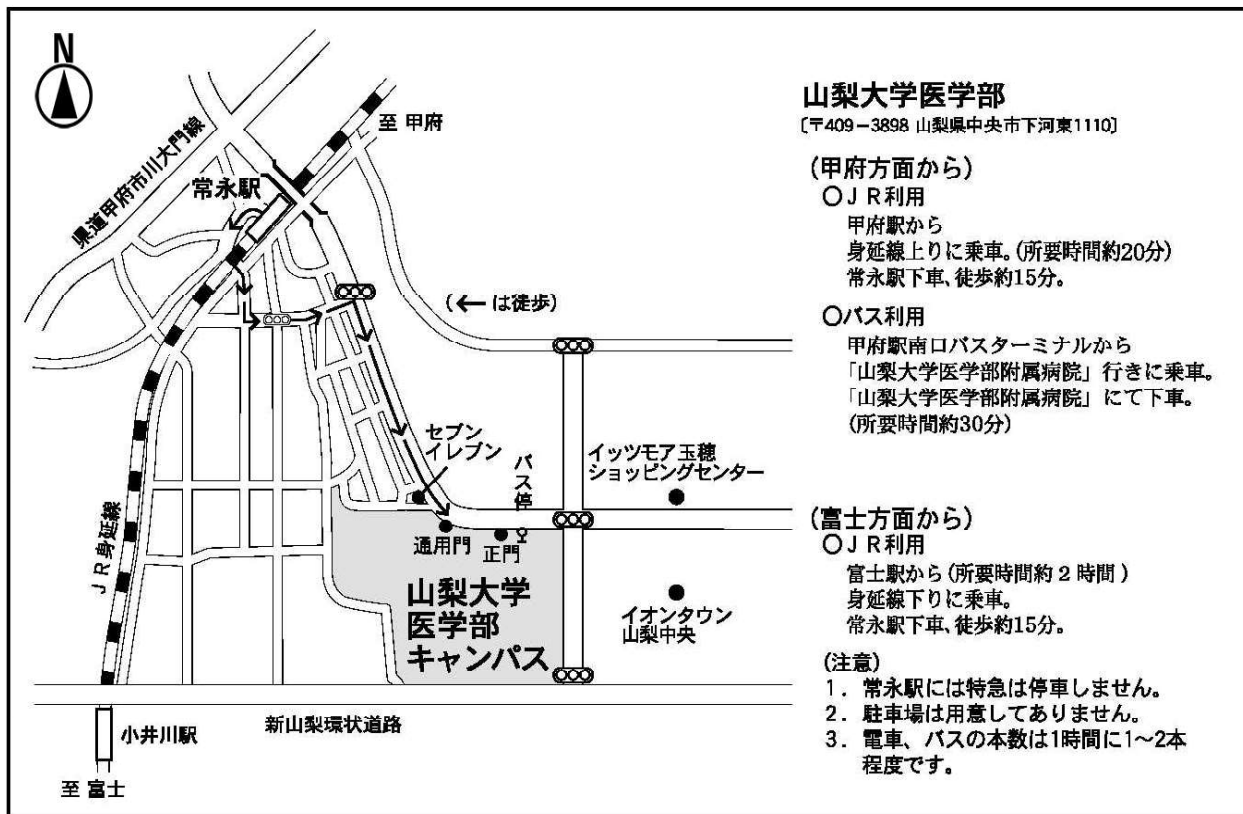 N
至 甲府
県道甲府市川大門線
常永駅
(← は徒歩)
セブン
イレブン
バス停
イッツモア玉穂
ショッピングセンター
通用門
正門
JR身延線
山梨大学
医学部
キャンパス
イオンタウン
山梨中央
新山梨環状道路
小井川駅
至 富士
山梨大学医学部
〔〒409-3898 山梨県中央市下河東1110〕
(甲府方面から)
○JR利用
甲府駅から
身延線上りに乗車。(所要時間約20分)
常永駅下車、徒歩約15分。
○バス利用
甲府駅南口バスターミナルから
「山梨大学医学部附属病院」行きに乗車。
「山梨大学医学部附属病院」にて下車。
(所要時間約30分)
(富士方面から)
○JR利用
富士駅から(所要時間約2時間)
身延線下りに乗車。
常永駅下車、徒歩約15分。
(注意)
1. 常永駅には特急は停車しません。
2. 駐車場は用意してありません。
3. 電車、バスの本数は1時間に1~2本
程度です。